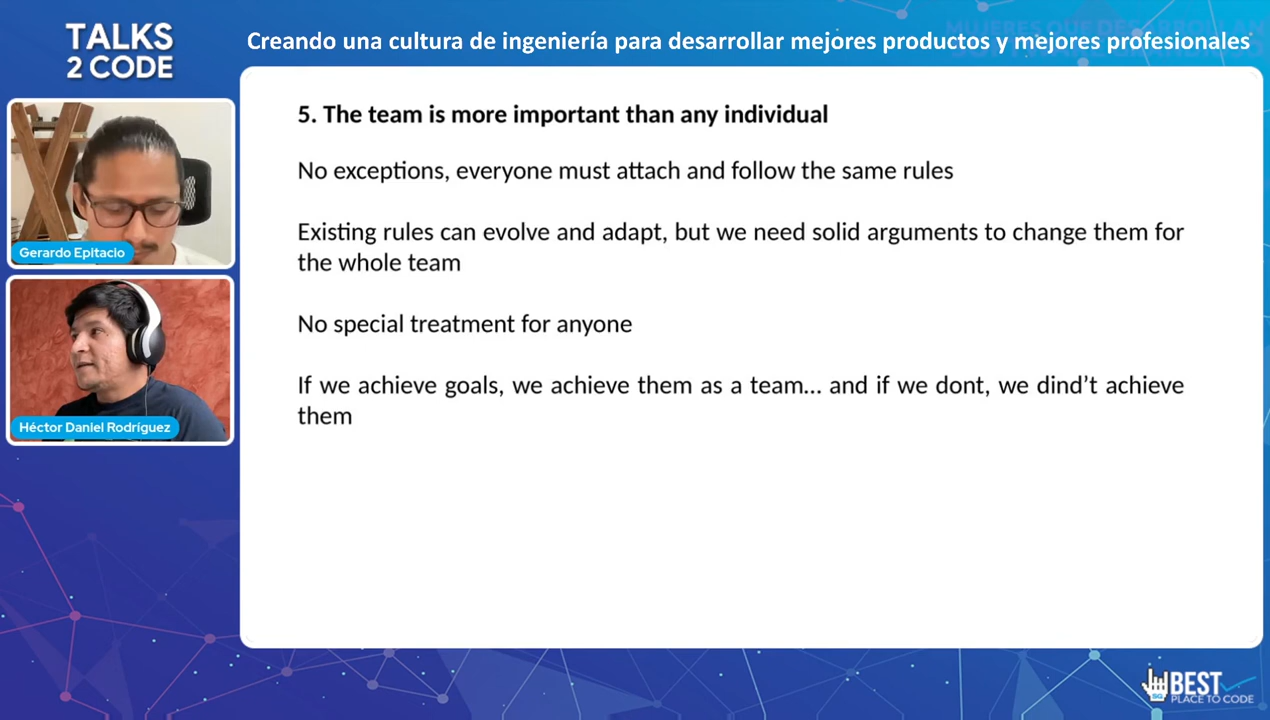 TALKS
2 CODE
Creando una cultura de ingeniería para desarrollar mejores productos y mejores profesionales
MUJERES QUE DESARROLLAN
Gerardo Epitacio
Héctor Daniel Rodríguez
5. The team is more important than any individual
No exceptions, everyone must attach and follow the same rules
Existing rules can evolve and adapt, but we need solid arguments to change them for
the whole team
No special treatment for anyone
If we achieve goals, we achieve them as a team... and if we dont, we dind't achieve
them
SG
BEST
PLACE TO CODE